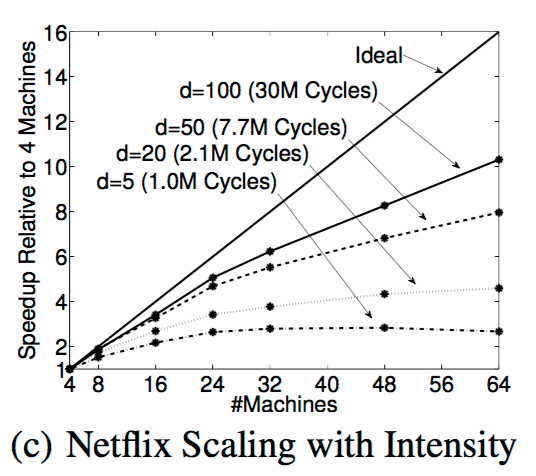 16
14
12
10
8
6
4
2
1
Speedup Relative to 4 Machines
Ideal
d=100 (30M Cycles)
d=50 (7.7M Cycles)
d=20 (2.1M Cycles)
d=5 (1.0M Cycles)
4 8 16 24 32 40 48 56 64
#Machines
(c) Netflix Scaling with Intensity